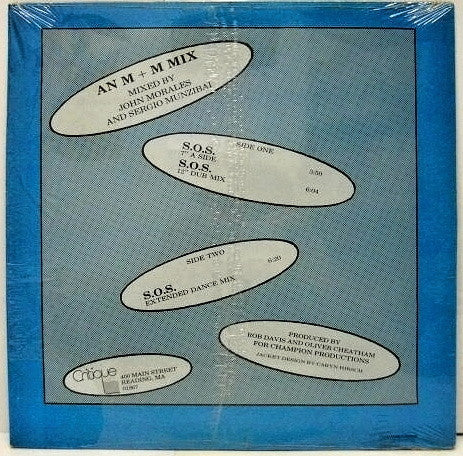 AN M + M MIX
MIXED BY
JOHN MORALES
AND SERGIO MUNZIBAI
SIDE ONE
S.O.S.
7" A SIDE 3:59
S.O.S.
12" DUB MIX 6:04
SIDE TWO
S.O.S. 6:20
EXTENDED DANCE MIX
PRODUCED BY
ROB DAVIS AND OLIVER CHEATHAM
FOR CHAMPION PRODUCTIONS
JACKET DESIGN BY CARYN HIRSCH
Critique
400 MAIN STREET
READING, MA
01867